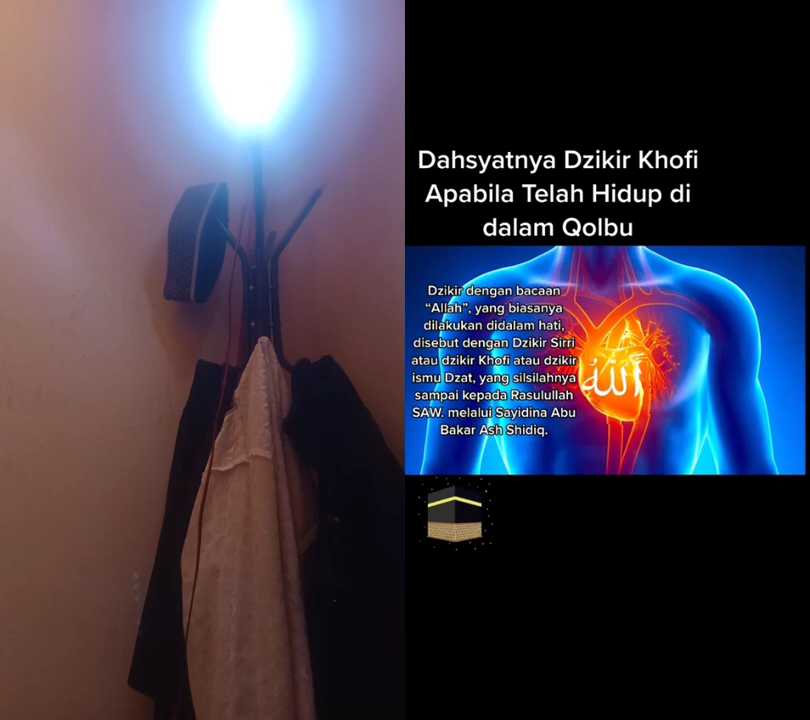 Dahsyatnya Dzikir Khofi
Apabila Telah Hidup di
dalam Qolbu
Dzikir dengan bacaan
“Allah”, yang biasanya
dilakukan didalam hati,
disebut dengan Dzikir Sirri
atau dzikir Khofi atau dzikir
ismu Dzat, yang silsilahnya
sampai kepada Rasulullah
SAW. melalui Sayidina Abu
Bakar Ash Shidiq.
الله